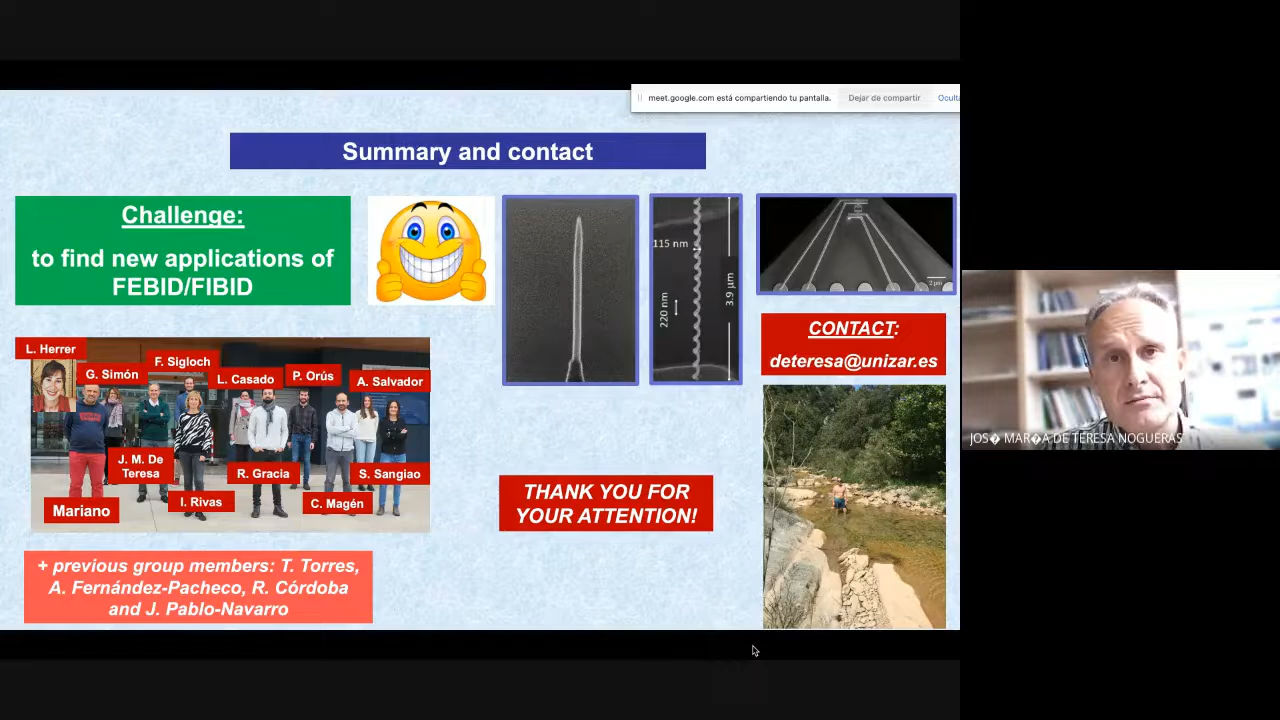 meet.google.com está compartiendo tu pantalla.
Dejar de compartir
Summary and contact
Challenge:
to find new applications of
FEBID/FIBID
115 nm
220 nm
3.9 µm
2 µm
CONTACT:
deteresa@unizar.es
L. Herrer
G. Simón
F. Sigloch
L. Casado
P. Orús
A. Salvador
J. M. De
Teresa
I. Rivas
R. Gracia
C. Magén
S. Sangiao
Mariano
THANK YOU FOR
YOUR ATTENTION!
+ previous group members: T. Torres,
A. Fernández-Pacheco, R. Córdoba
and J. Pablo-Navarro
JOS� MAR�A DE TERESA NOGUERAS